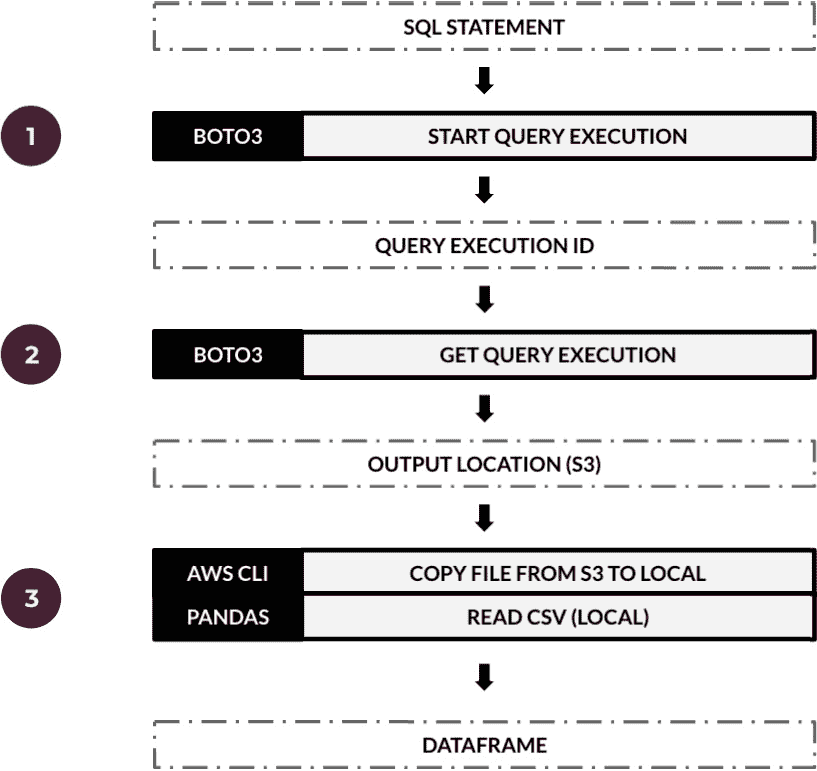 SQL STATEMENT
1
BOTO3 START QUERY EXECUTION
QUERY EXECUTION ID
2
BOTO3 GET QUERY EXECUTION
OUTPUT LOCATION (S3)
3
AWS CLI COPY FILE FROM S3 TO LOCAL
PANDAS READ CSV (LOCAL)
DATAFRAME